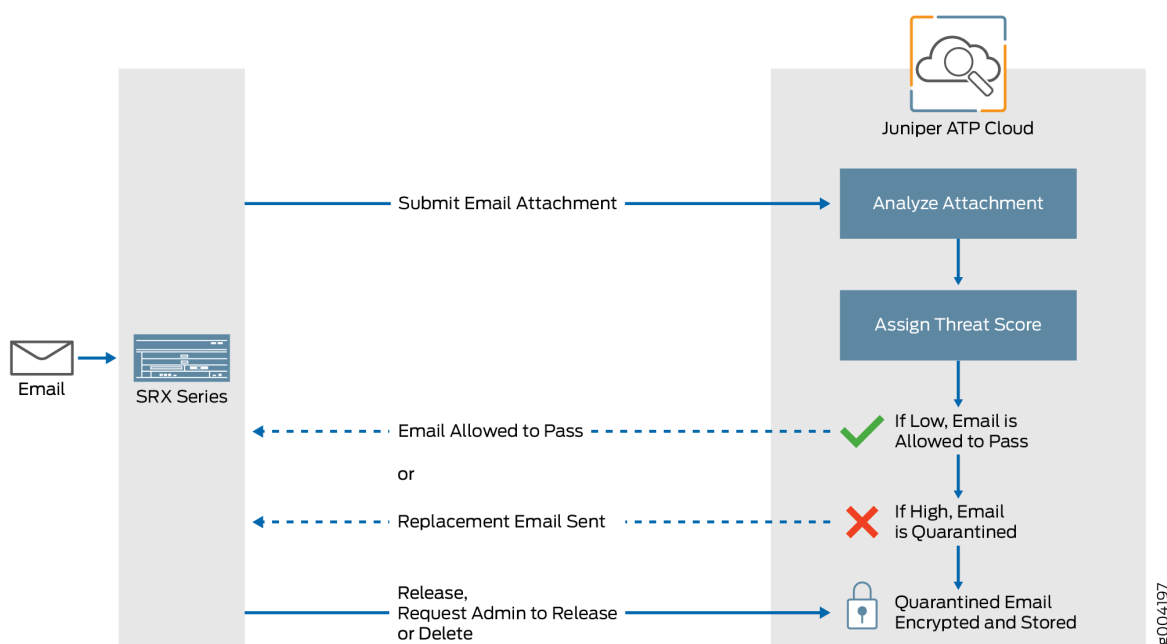 Juniper ATP Cloud
Submit Email Attachment
Analyze Attachment
Assign Threat Score
Email
SRX Series
Email Allowed to Pass
If Low, Email is
Allowed to Pass
or
Replacement Email Sent
If High, Email
is Quarantined
Release,
Request Admin to Release
or Delete
Quarantined Email
Encrypted and Stored
g004197